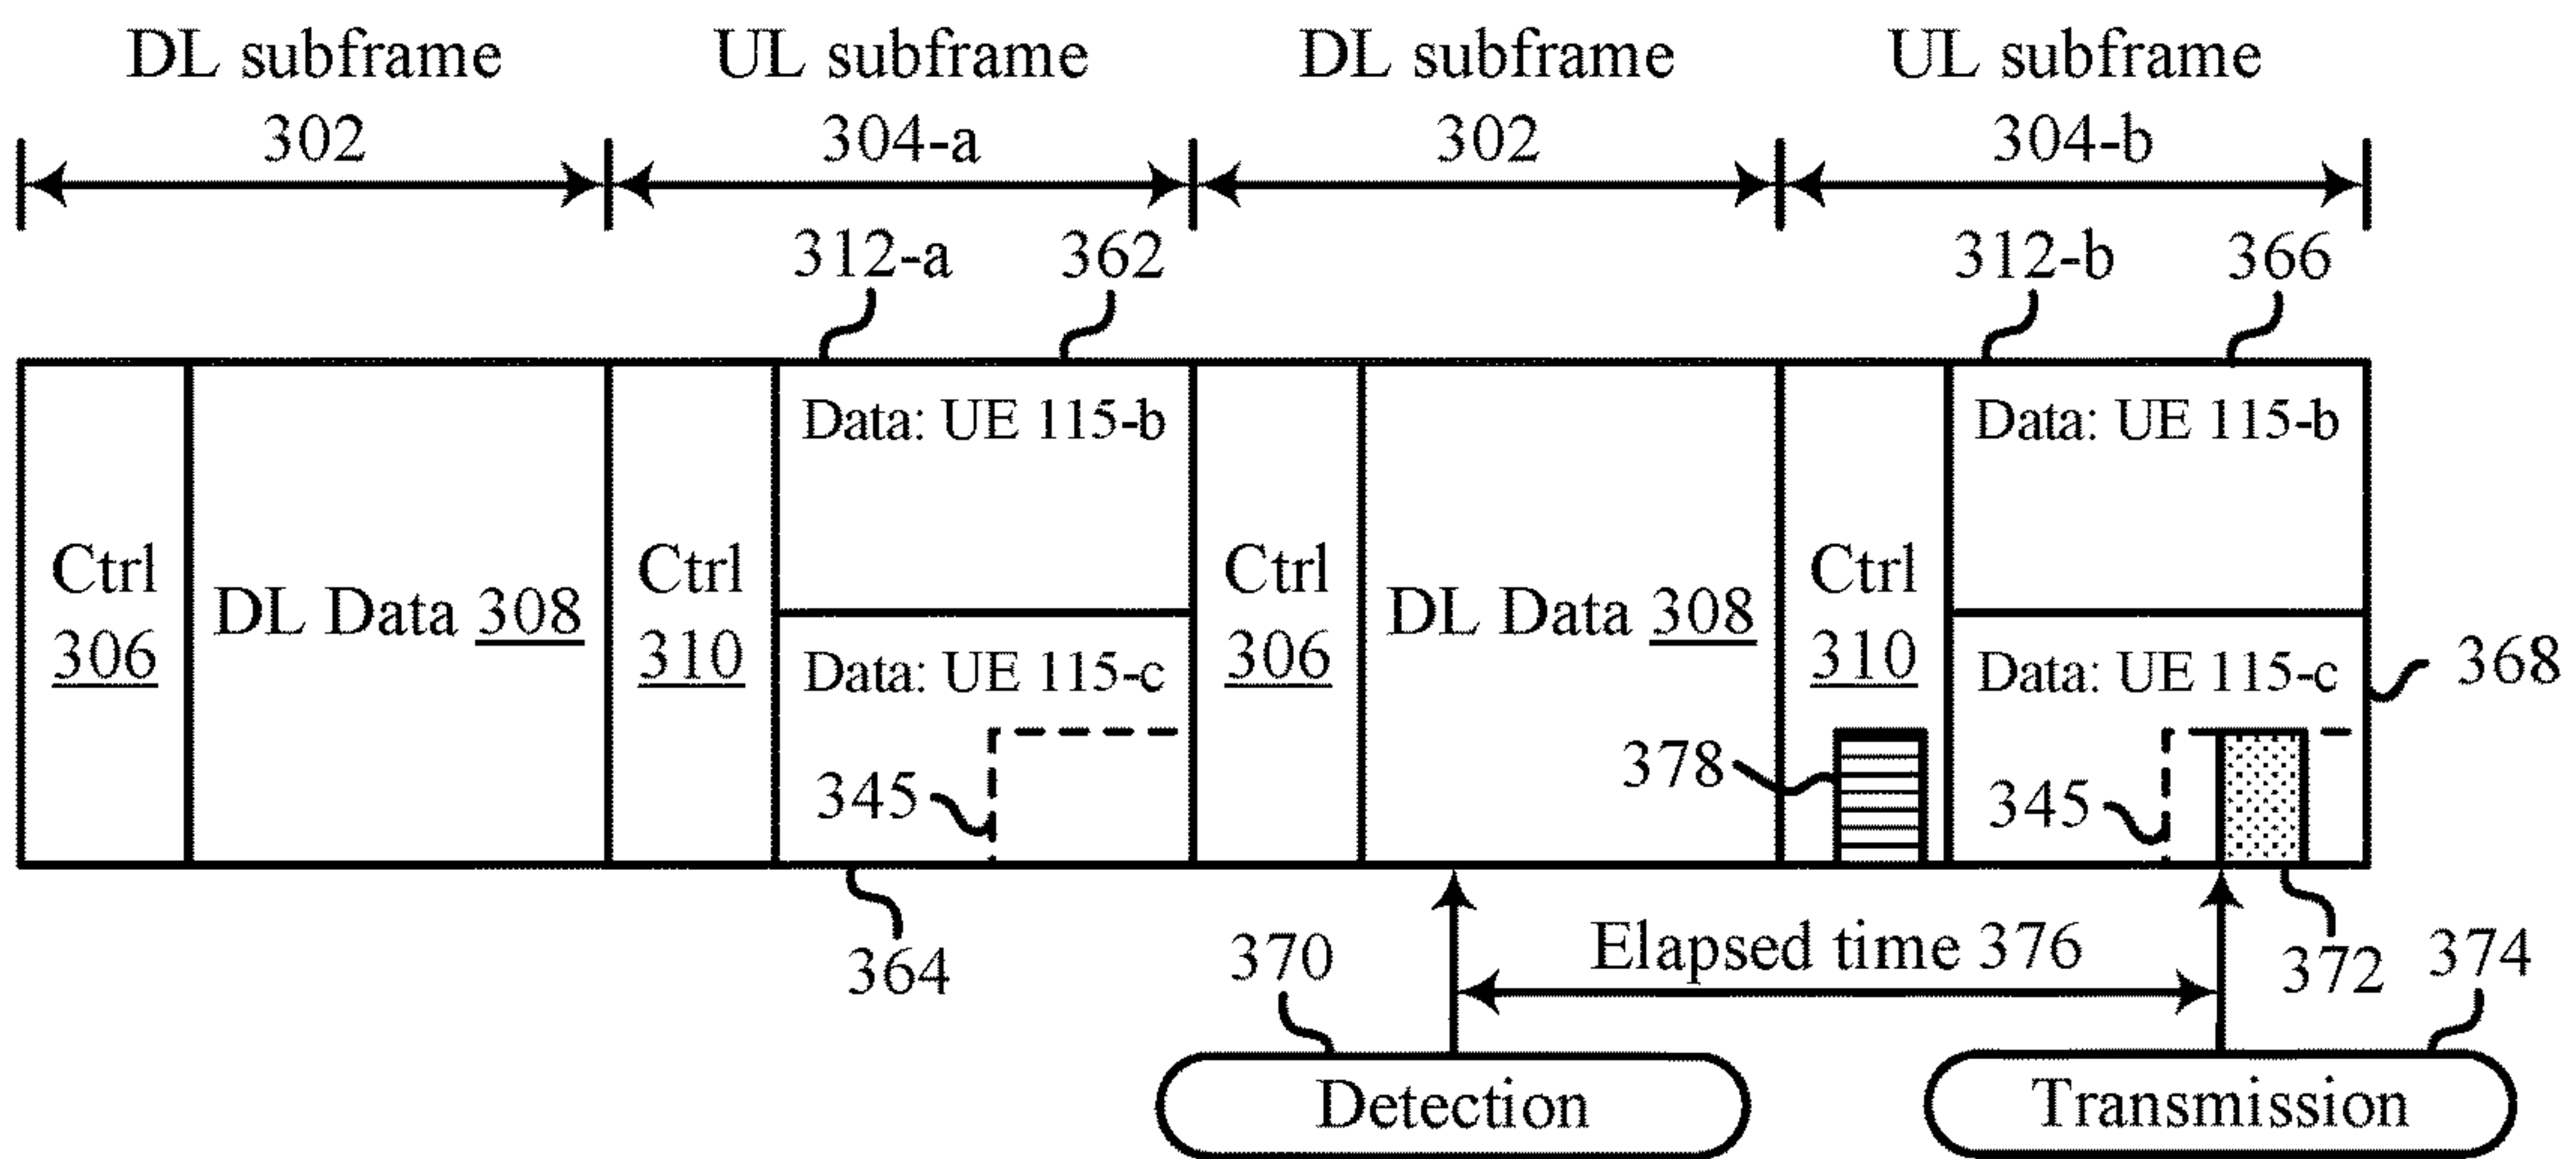 DL subframe UL subframe DL subframe UL subframe
302 304-a 302 304-b
312-a 362 312-b 366
Data: UE 115-b Data: UE 115-b
Ctrl Ctrl Ctrl Ctrl
DL Data 308 DL Data 308
306 310 306 310
Data: UE 115-c Data: UE 115-c 368
345 378 345
364 370 Elapsed time 376 372 374
Detection Transmission